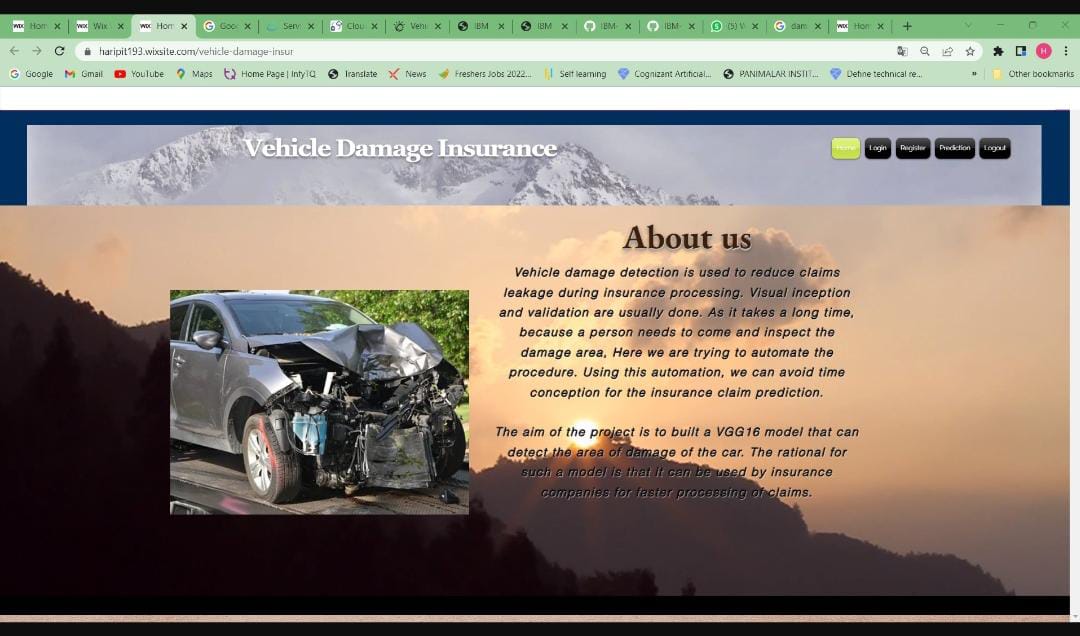 WIX Hom
WIX Wix
WIX Hom
Goo
Servi
Clou
Vehi
IBM
IBM
IBM-
IBM-
(5) W
dam
WIX Hom
haripit193.wixsite.com/vehicle-damage-insur
H
Google Gmail YouTube Maps Home Page | InfyTQ Translate News Freshers Jobs 2022... Self learning Cognizant Artificial... PANIMALAR INSTIT... Define technical re... » Other bookmarks
Vehicle Damage Insurance
Home Login Register Prediction Logout
About us
Vehicle damage detection is used to reduce claims
leakage during insurance processing. Visual inception
and validation are usually done. As it takes a long time,
because a person needs to come and inspect the
damage area, Here we are trying to automate the
procedure. Using this automation, we can avoid time
conception for the insurance claim prediction.
The aim of the project is to built a VGG16 model that can
detect the area of damage of the car. The rational for
such a model is that it can be used by insurance
companies for faster processing of claims.